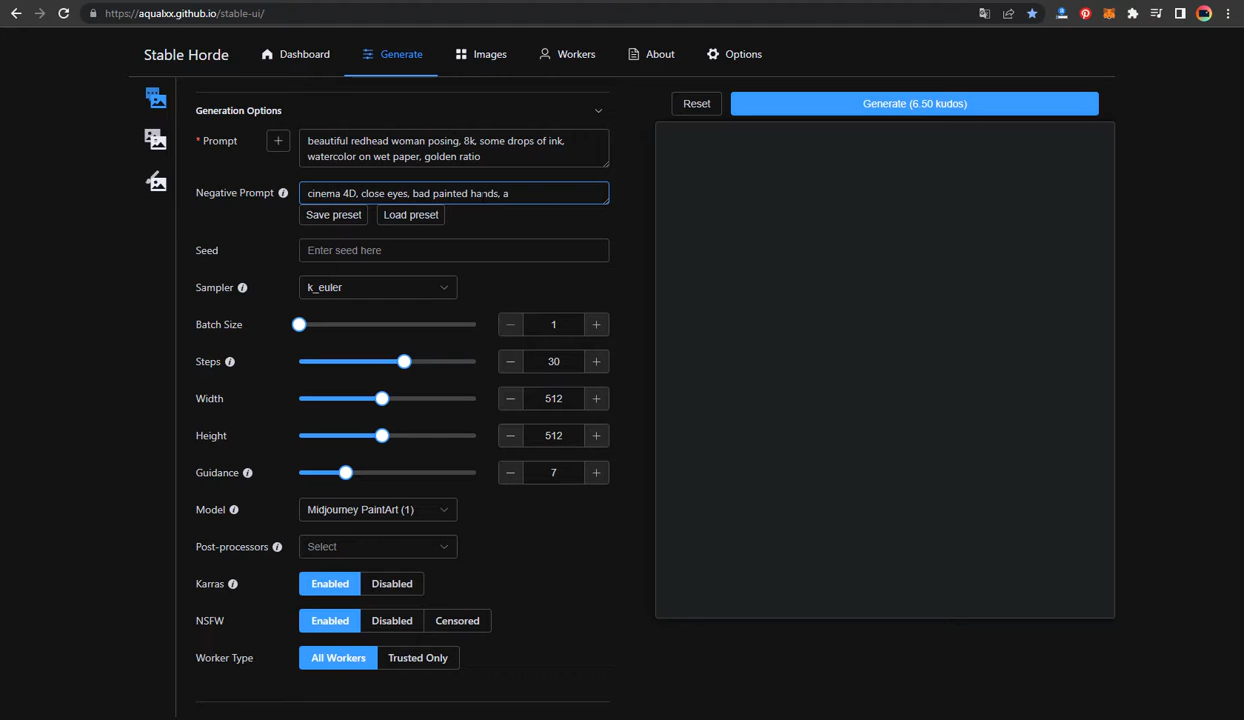 https://aqualxx.github.io/stable-ui/
Stable Horde
Dashboard
Generate
Images
Workers
About
Options
Generation Options
* Prompt
beautiful redhead woman posing, 8k, some drops of ink,
watercolor on wet paper, golden ratio
Negative Prompt
cinema 4D, close eyes, bad painted hands, a
Save preset
Load preset
Seed
Enter seed here
Sampler
k_euler
Batch Size
1
Steps
30
Width
512
Height
512
Guidance
7
Model
Midjourney PaintArt (1)
Post-processors
Select
Karras
Enabled
Disabled
NSFW
Enabled
Disabled
Censored
Worker Type
All Workers
Trusted Only
Reset
Generate (6.50 kudos)